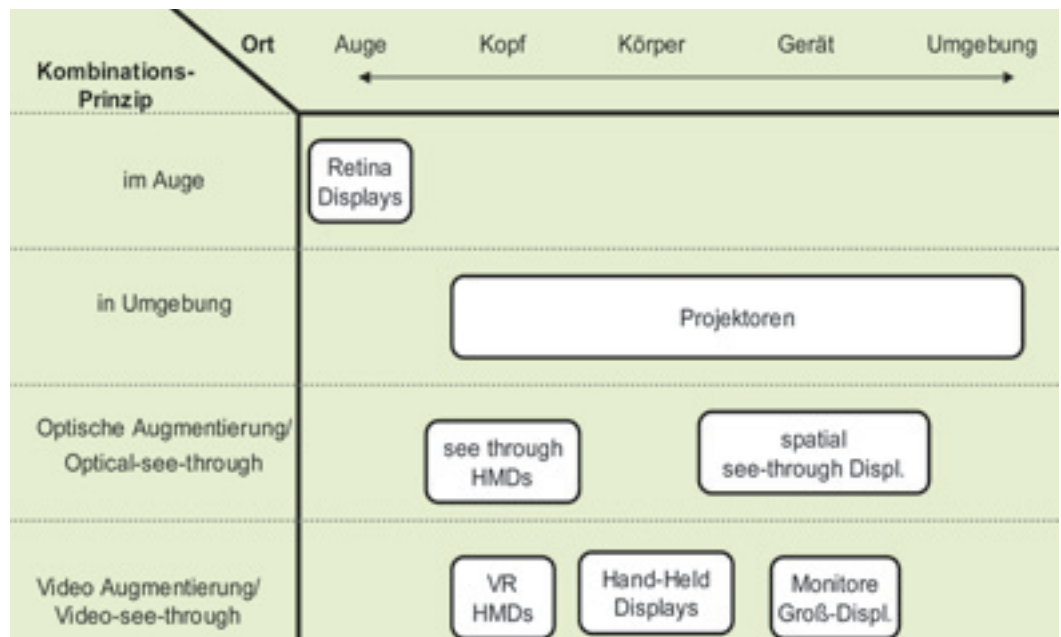 Ort Auge Kopf Körper Gerät Umgebung
Kombinations-
Prinzip
im Auge
Retina
Displays
in Umgebung
Projektoren
Optische Augmentierung/
Optical-see-through
see through
HMDs
spatial
see-through Displ.
Video Augmentierung/
Video-see-through
VR
HMDs
Hand-Held
Displays
Monitore
Groß-Displ.